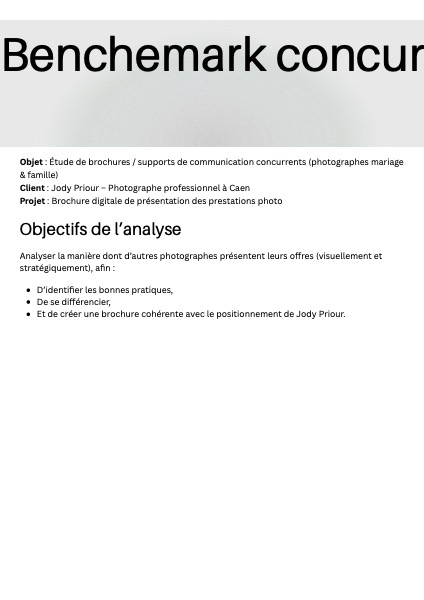 Benchemark concur
Objet : Étude de brochures / supports de communication concurrents (photographes mariage
& famille)
Client : Jody Priour – Photographe professionnel à Caen
Projet : Brochure digitale de présentation des prestations photo
Objectifs de l’analyse
Analyser la manière dont d’autres photographes présentent leurs offres (visuellement et
stratégiquement), afin :
• D’identifier les bonnes pratiques,
• De se différencier,
• Et de créer une brochure cohérente avec le positionnement de Jody Priour.